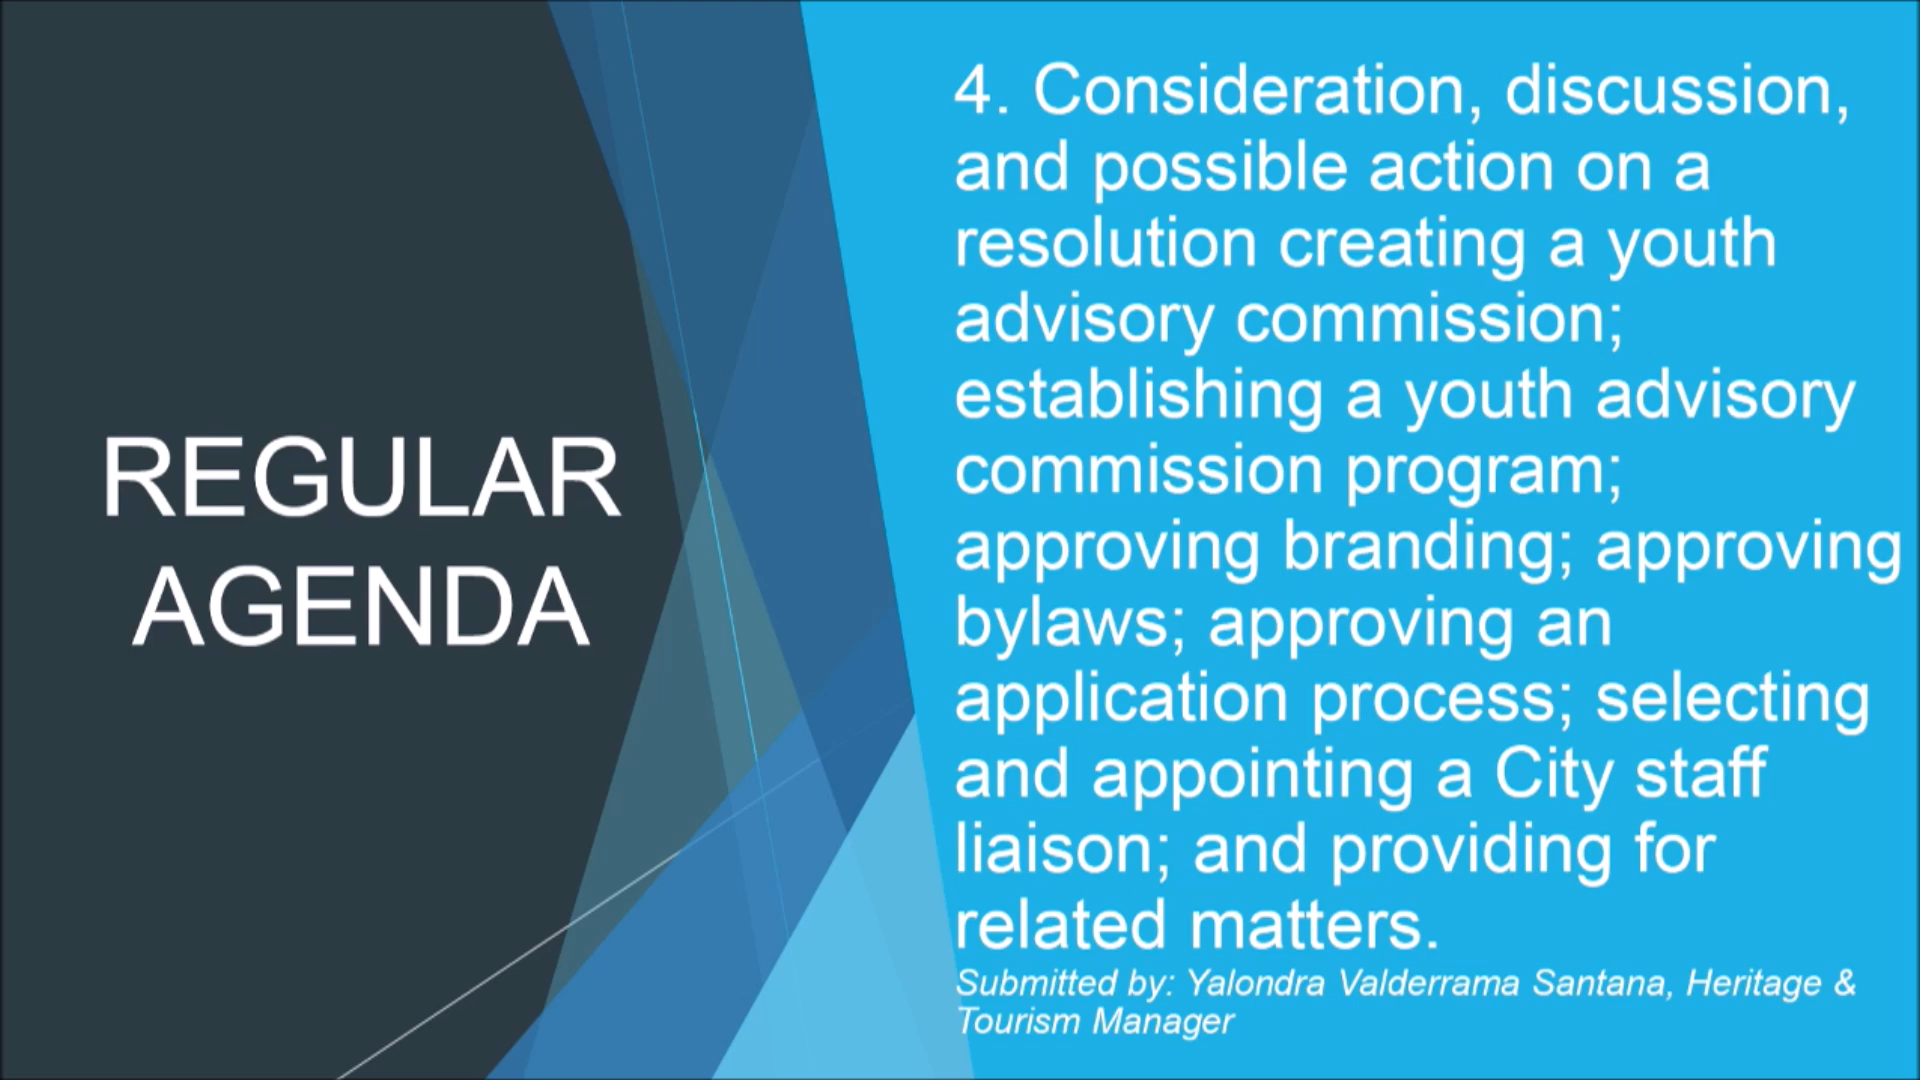 REGULAR
AGENDA
4. Consideration, discussion,
and possible action on a
resolution creating a youth
advisory commission;
establishing a youth advisory
commission program;
approving branding; approving
bylaws; approving an
application process; selecting
and appointing a City staff
liaison; and providing for
related matters.
Submitted by: Yalondra Valderrama Santana, Heritage &
Tourism Manager